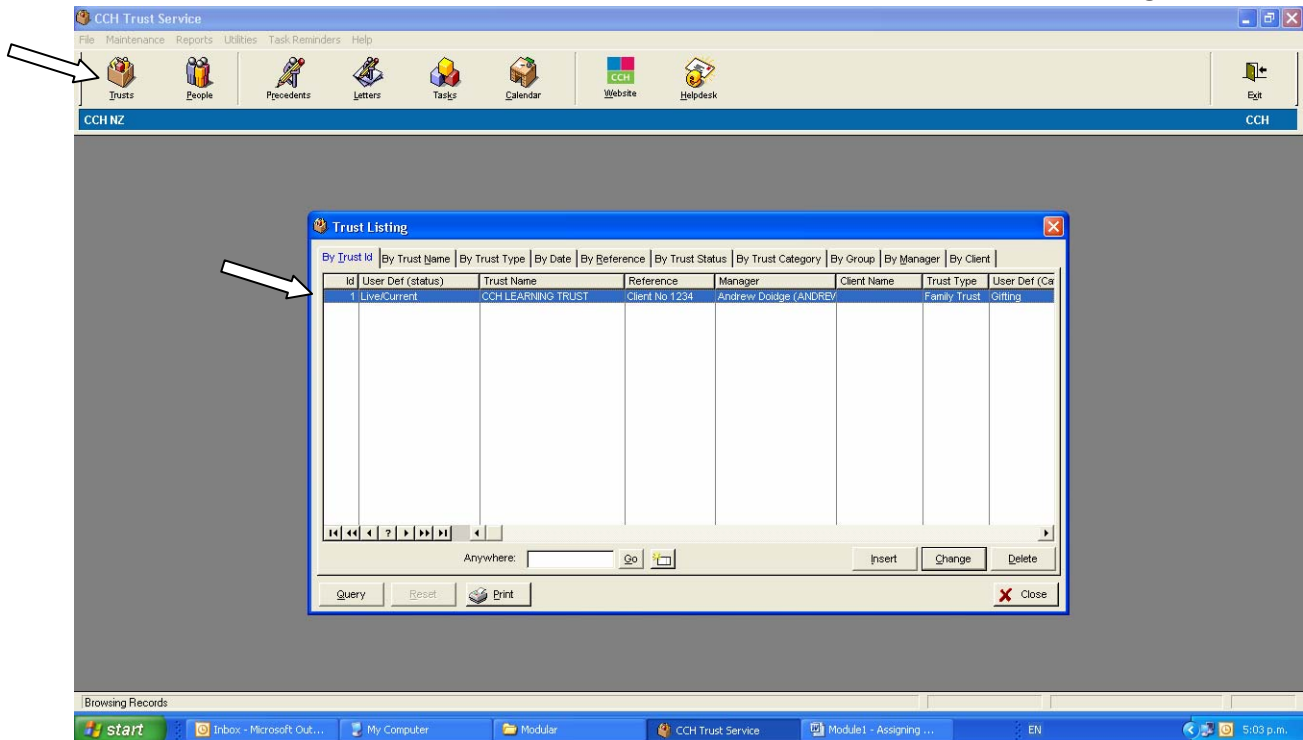 CCH Trust Service
File Maintenance Reports Utilities Task Reminders Help
Trusts People Precedents Letters Tasks Calendar CCH Website Helpdesk Exit
CCH NZ CCH
Trust Listing
By Trust Id By Trust Name By Trust Type By Date By Reference By Trust Status By Trust Category By Group By Manager By Client
Id User Def (status) Trust Name Reference Manager Client Name Trust Type User Def (Ca
1 Live/Current CCH LEARNING TRUST Client No 1234 Andrew Doidge (ANDREW Family Trust Gifting
?
Anywhere: Go Insert Change Delete
Query Reset Print Close
Browsing Records
start Inbox - Microsoft Out... My Computer Modular CCH Trust Service Module1 - Assigning ... EN 5:03 p.m.